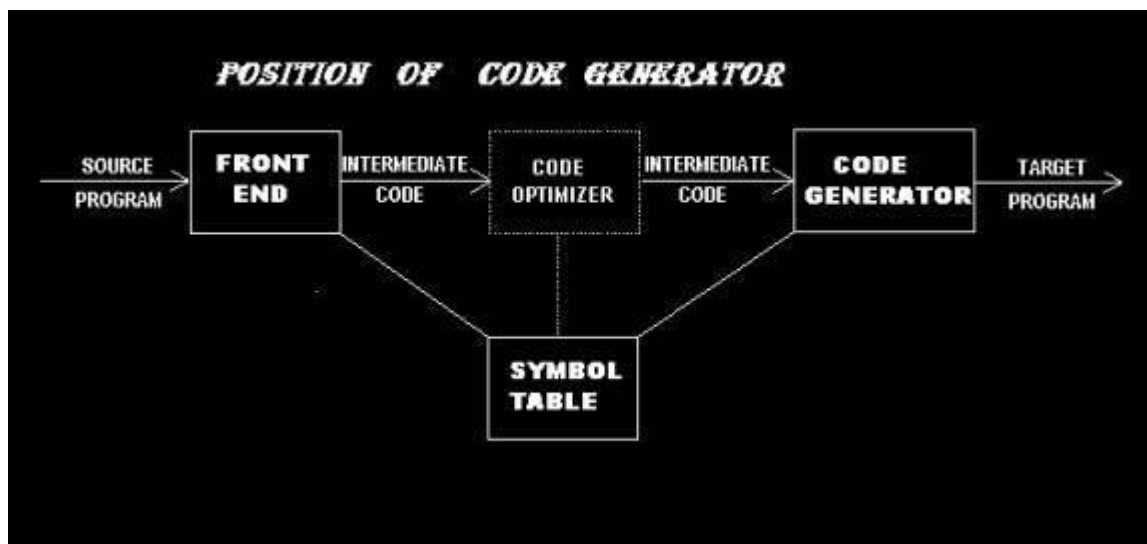 POSITION OF CODE GENERATOR
SOURCE
PROGRAM
FRONT
END
INTERMEDIATE
CODE
CODE
OPTIMIZER
INTERMEDIATE
CODE
CODE
GENERATOR
TARGET
PROGRAM
SYMBOL
TABLE